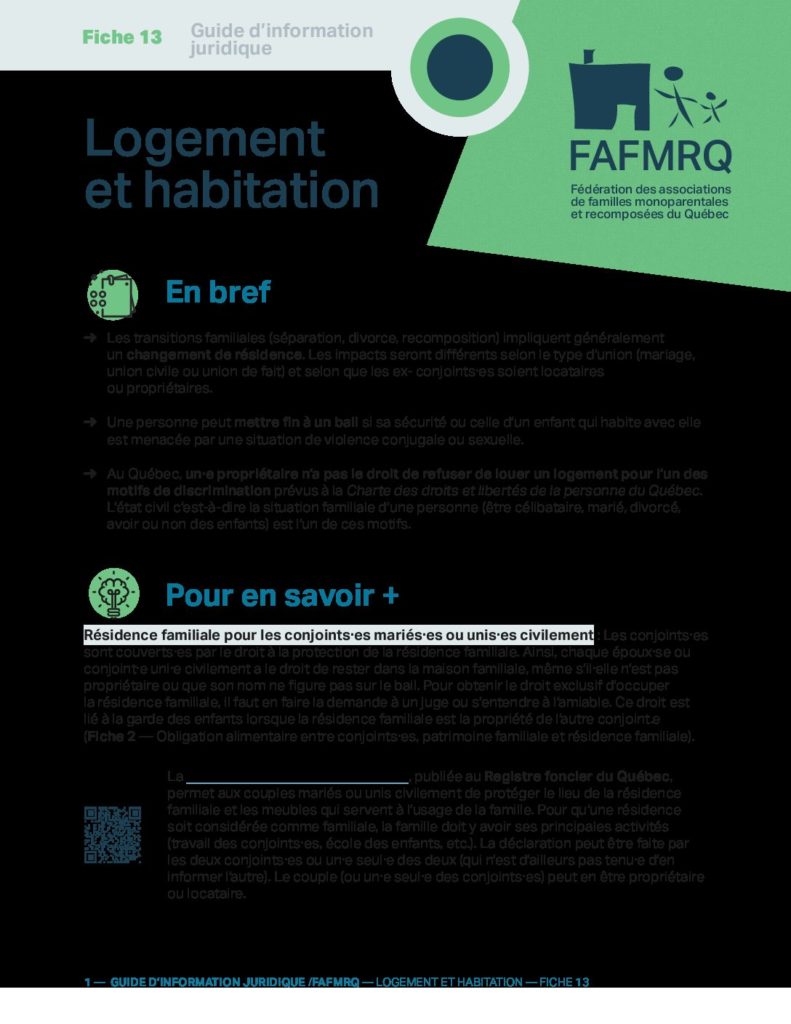 Fiche 13
Guide d'information
juridique
FAFMRQ
Fédération des associations
de familles monoparentales
et recomposées du Québec
Logement
et habitation
En bref
➔ Les transitions familiales (séparation, divorce, recomposition) impliquent généralement
un changement de résidence. Les impacts seront différents selon le type d'union (mariage,
union civile ou union de fait) et selon que les ex- conjoints·es soient locataires
ou propriétaires.
➔ Une personne peut mettre fin à un bail si sa sécurité ou celle d'un enfant qui habite avec elle
est menacée par une situation de violence conjugale ou sexuelle.
➔ Au Québec, un·e propriétaire n'a pas le droit de refuser de louer un logement pour l'un des
motifs de discrimination prévus à la Charte des droits et libertés de la personne du Québec.
L'état civil c'est-à-dire la situation familiale d'une personne (être célibataire, marié, divorcé,
avoir ou non des enfants) est l'un de ces motifs.
Pour en savoir +
Résidence familiale pour les conjoints·es mariés·es ou unis·es civilement : Les conjoints·es
sont couverts·es par le droit à la protection de la résidence familiale. Ainsi, chaque époux·se ou
conjoint·e uni·e civilement a le droit de rester dans la maison familiale, même s'il·elle n'est pas
propriétaire ou que son nom ne figure pas sur le bail. Pour obtenir le droit exclusif d'occuper
la résidence familiale, il faut en faire la demande à un juge ou s'entendre à l'amiable. Ce droit est
lié à la garde des enfants lorsque la résidence familiale est la propriété de l'autre conjoint.e
(Fiche 2 — Obligation alimentaire entre conjoints·es, patrimoine familiale et résidence familiale).
La , publiée au Registre foncier du Québec,
permet aux couples mariés ou unis civilement de protéger le lieu de la résidence
familiale et les meubles qui servent à l'usage de la famille. Pour qu'une résidence
soit considérée comme familiale, la famille doit y avoir ses principales activités
(travail des conjoints·es, école des enfants, etc.). La déclaration peut être faite par
les deux conjoints·es ou un·e seul·e des deux (qui n'est d'ailleurs pas tenu·e d'en
informer l'autre). Le couple (ou un·e seul·e des conjoints·es) peut en être propriétaire
ou locataire.
1 — GUIDE D'INFORMATION JURIDIQUE /FAFMRQ — LOGEMENT ET HABITATION — FICHE 13